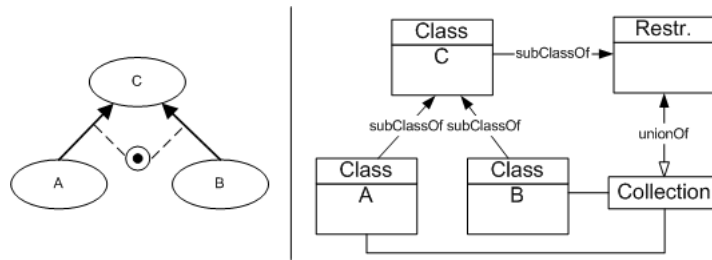 C
A
B
Class
C
subClassOf
Restr.
subClassOf
subClassOf
unionOf
Class
A
Class
B
Collection